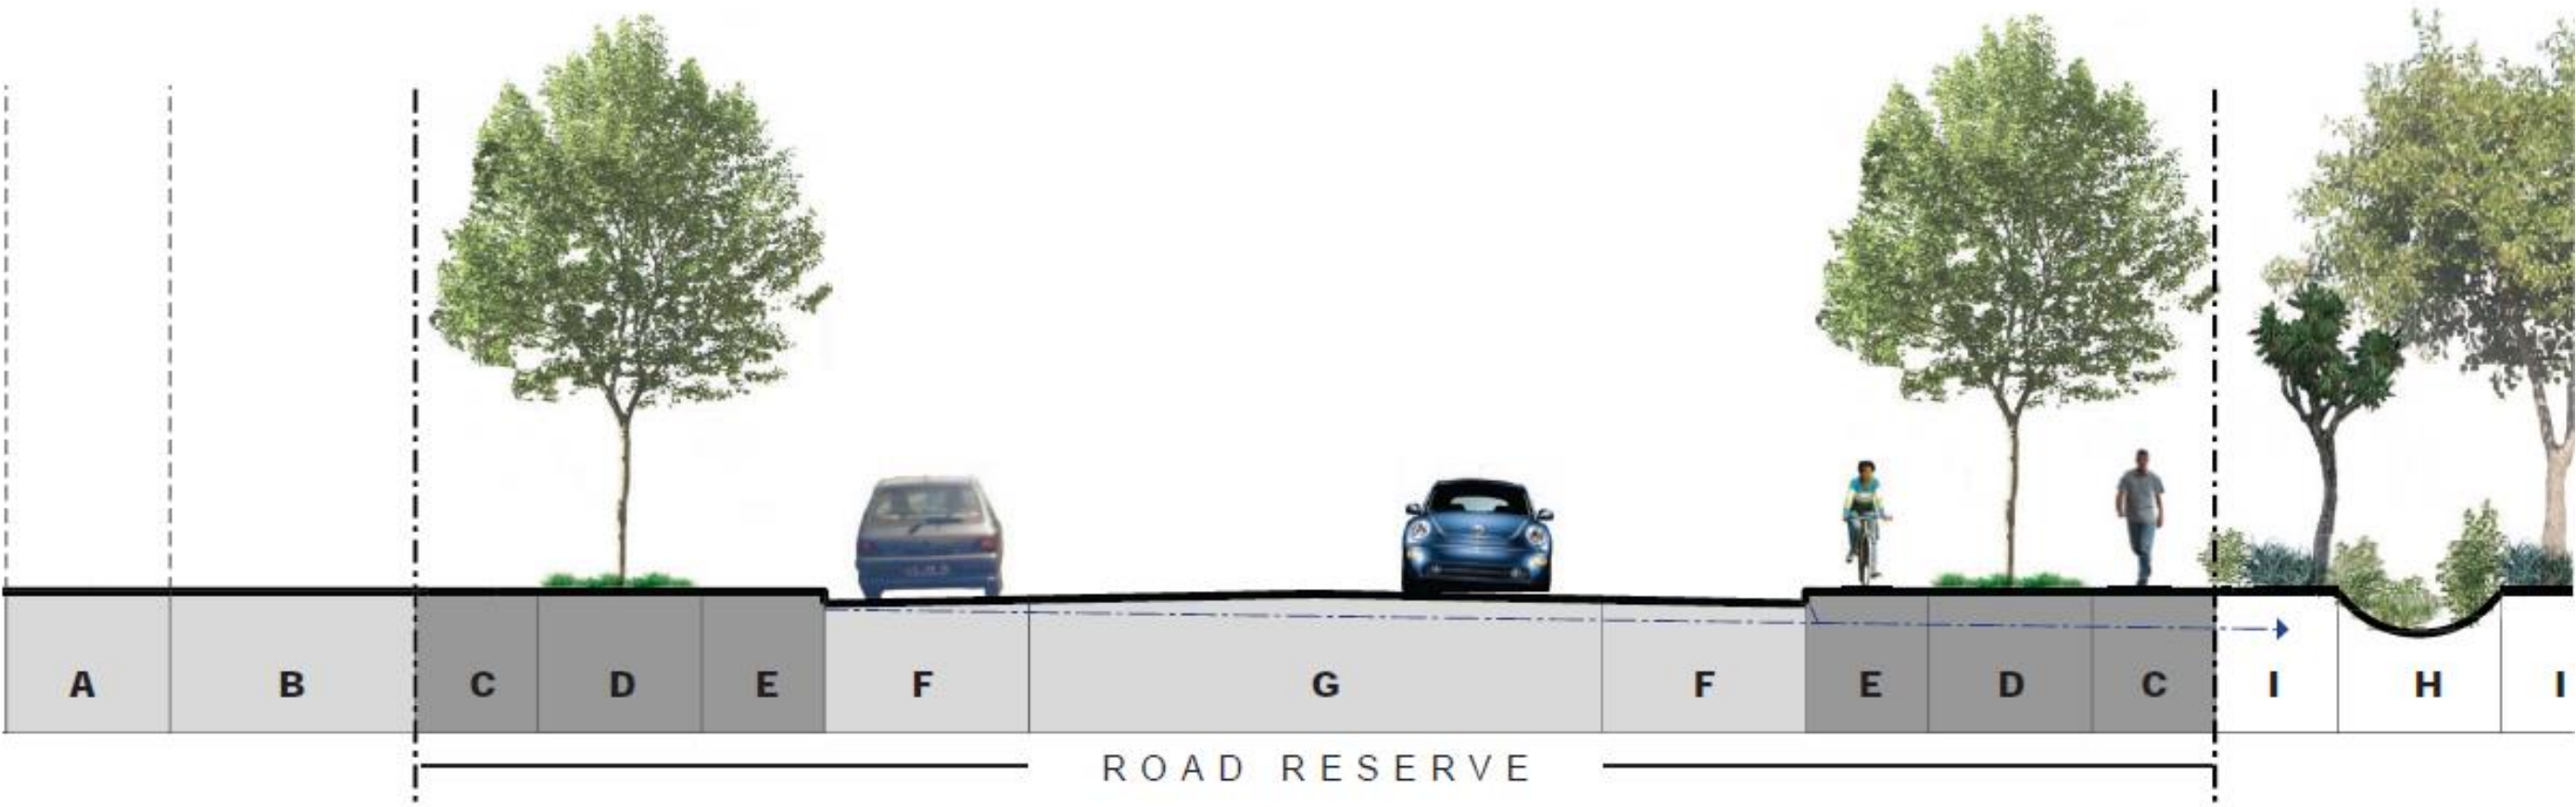 A B C D E F G F E D C I H I
ROAD RESERVE